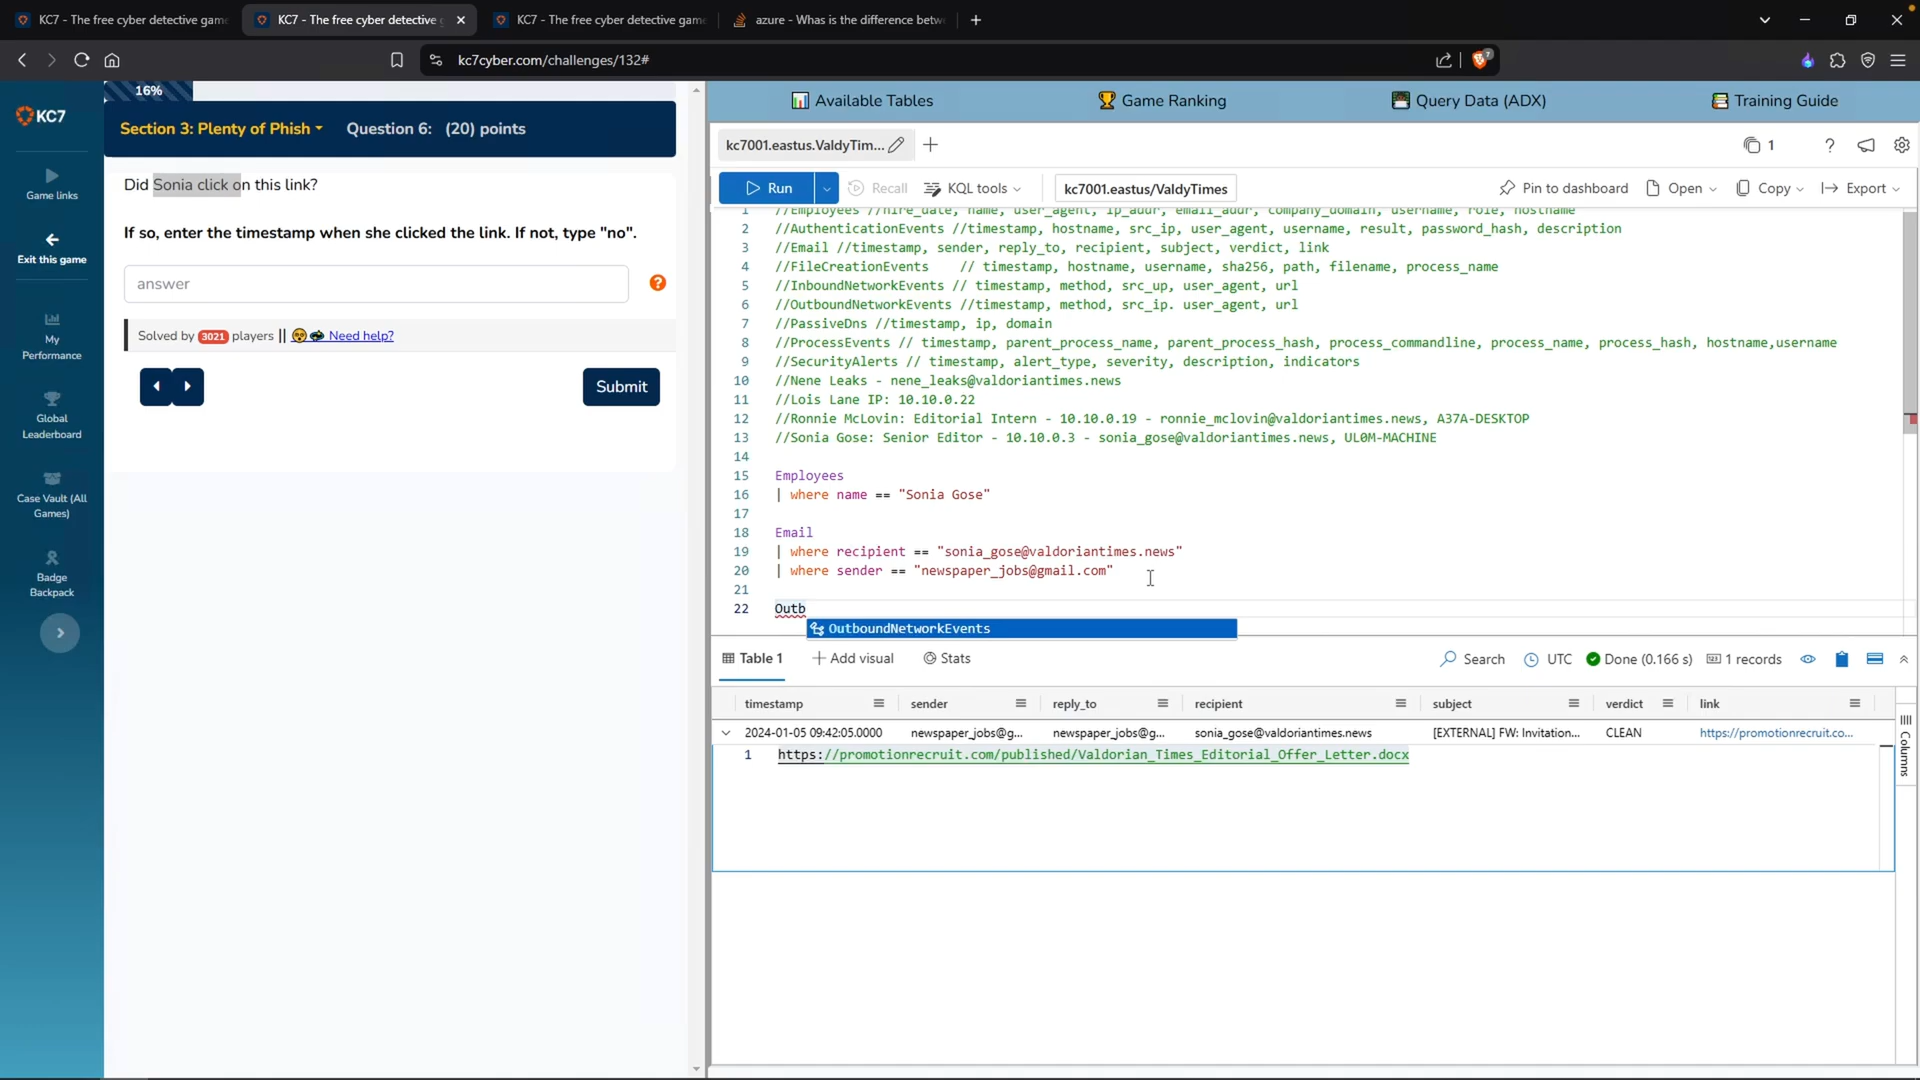 KC7 - The free cyber detective game
KC7 - The free cyber detective g
KC7 - The free cyber detective game
azure - Whas is the difference betwe
kc7cyber.com/challenges/132#
7
KC7
Game links
Exit this game
My Performance
Global Leaderboard
Case Vault (All Games)
Badge Backpack
16%
Section 3: Plenty of Phish
Question 6: (20) points
Did Sonia click on this link?
If so, enter the timestamp when she clicked the link. If not, type "no".
answer
?
Solved by 3021 players || Need help?
Submit
Available Tables
Game Ranking
Query Data (ADX)
Training Guide
kc7001.eastus.ValdyTim...
1
?
Run
Recall
KQL tools
kc7001.eastus/ValdyTimes
Pin to dashboard
Open
Copy
Export
1 //Employees //hire_date, name, user_agent, ip_addr, email_addr, company_domain, username, role, hostname
2 //AuthenticationEvents //timestamp, hostname, src_ip, user_agent, username, result, password_hash, description
3 //Email //timestamp, sender, reply_to, recipient, subject, verdict, link
4 //FileCreationEvents // timestamp, hostname, username, sha256, path, filename, process_name
5 //InboundNetworkEvents // timestamp, method, src_up, user_agent, url
6 //OutboundNetworkEvents //timestamp, method, src_ip. user_agent, url
7 //PassiveDns //timestamp, ip, domain
8 //ProcessEvents // timestamp, parent_process_name, parent_process_hash, process_commandline, process_name, process_hash, hostname,username
9 //SecurityAlerts // timestamp, alert_type, severity, description, indicators
10 //Nene Leaks - nene_leaks@valdoriantimes.news
11 //Lois Lane IP: 10.10.0.22
12 //Ronnie McLovin: Editorial Intern - 10.10.0.19 - ronnie_mclovin@valdoriantimes.news, A37A-DESKTOP
13 //Sonia Gose: Senior Editor - 10.10.0.3 - sonia_gose@valdoriantimes.news, UL0M-MACHINE
14
15 Employees
16 | where name == "Sonia Gose"
17
18 Email
19 | where recipient == "sonia_gose@valdoriantimes.news"
20 | where sender == "newspaper_jobs@gmail.com"
21
22 Outb
OutboundNetworkEvents
Table 1
Add visual
Stats
Search
UTC
Done (0.166 s)
1 records
timestamp sender reply_to recipient subject verdict link
2024-01-05 09:42:05.0000 newspaper_jobs@g... newspaper_jobs@g... sonia_gose@valdoriantimes.news [EXTERNAL] FW: Invitation... CLEAN https://promotionrecruit.co...
1 https://promotionrecruit.com/published/Valdorian_Times_Editorial_Offer_Letter.docx
Columns